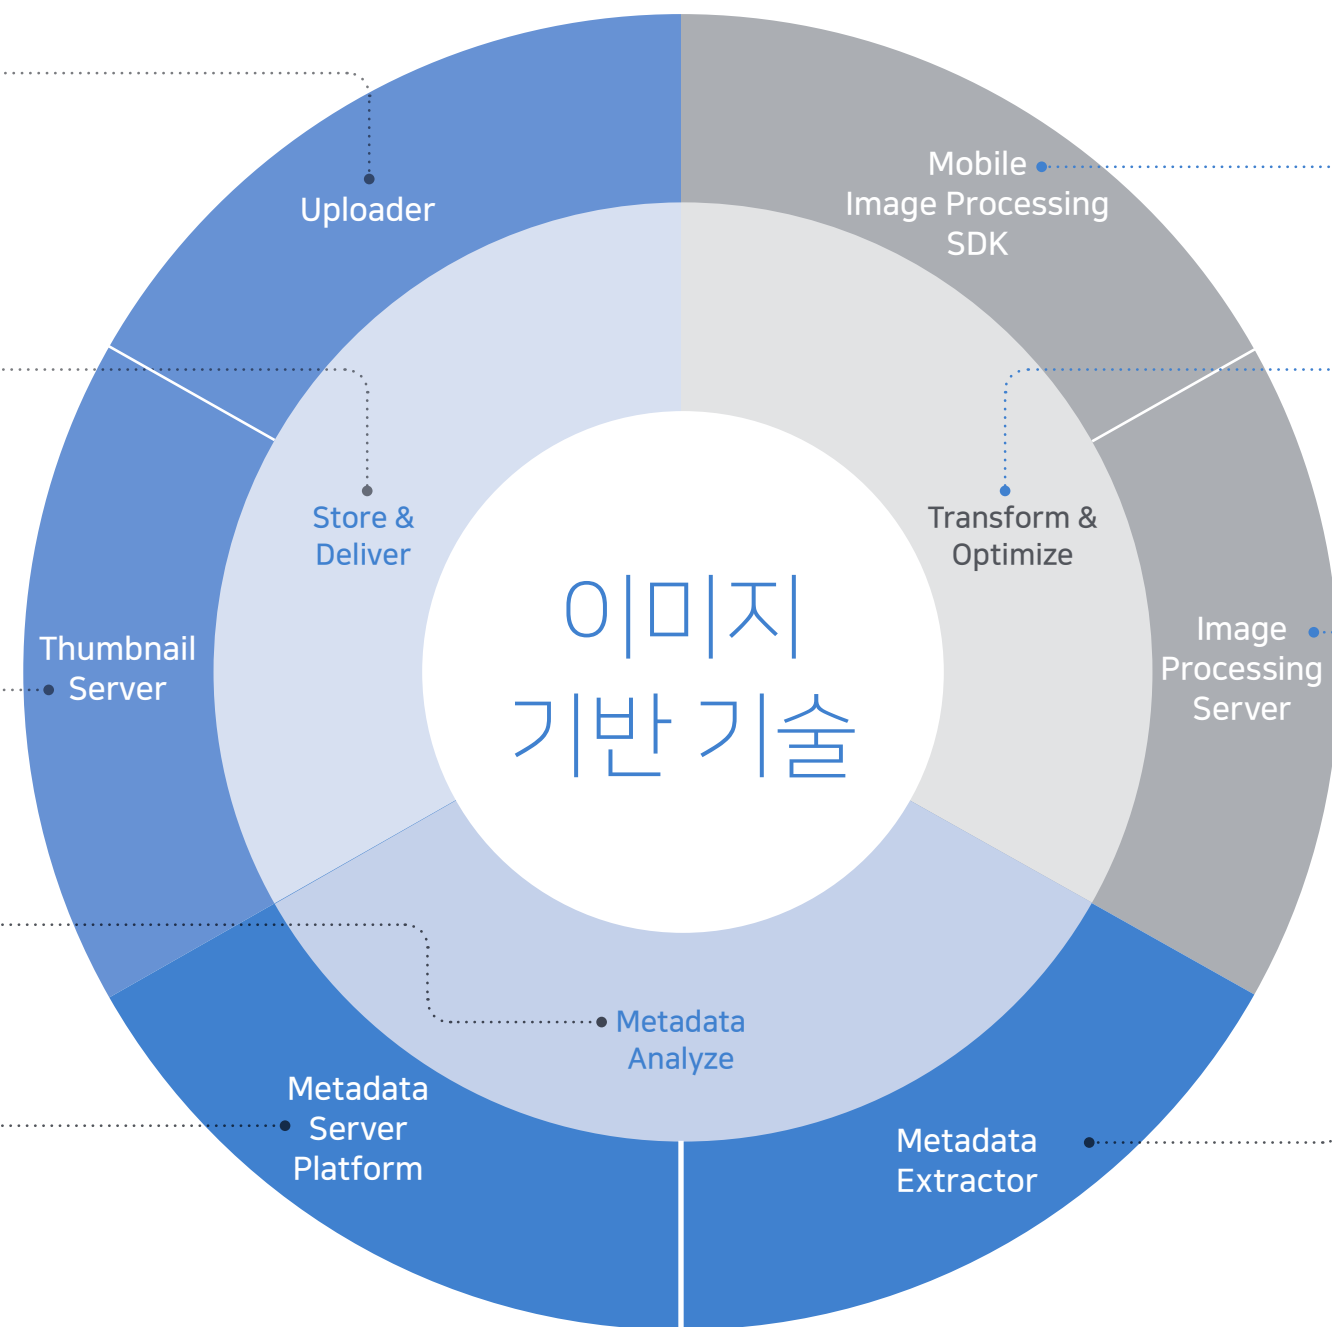 Uploader
Mobile
Image Processing
SDK
Store &
Deliver
Transform &
Optimize
이미지
기반 기술
Thumbnail
Server
Image
Processing
Server
Metadata
Analyze
Metadata
Server
Platform
Metadata
Extractor